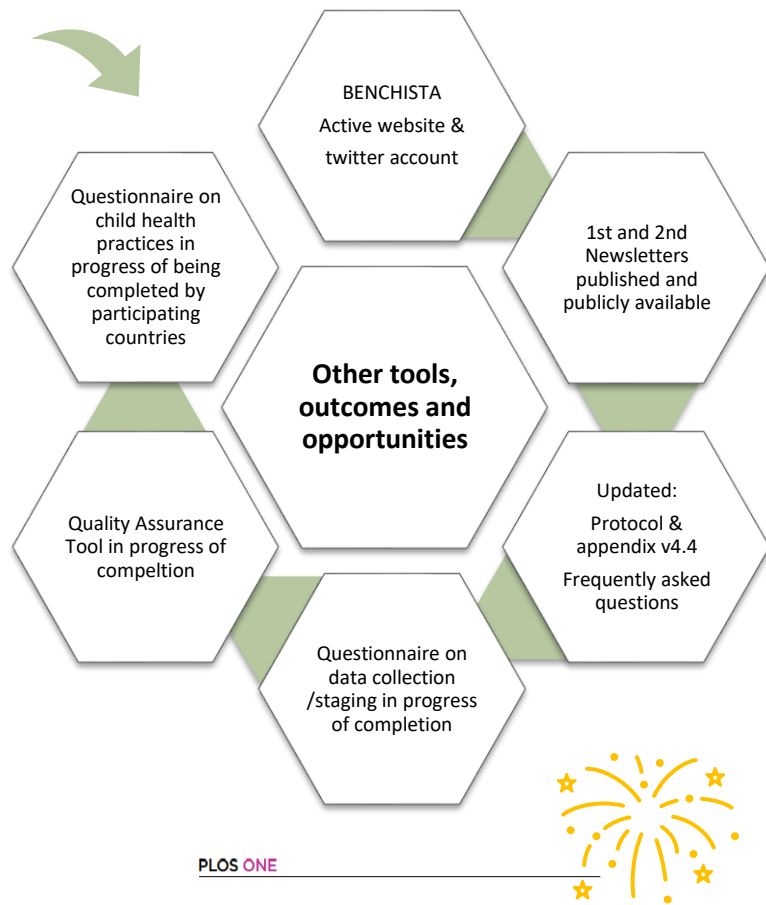 BENCHISTA
Active website &
twitter account
1st and 2nd
Newsletters
published and
publicly available
Updated:
Protocol &
appendix v4.4
Frequently asked
questions
Questionnaire on
data collection
/staging in progress
of completion
Quality Assurance
Tool in progress of
compeltion
Questionnaire on
child health
practices in
progress of being
completed by
participating
countries
Other tools,
outcomes and
opportunities
PLOS ONE